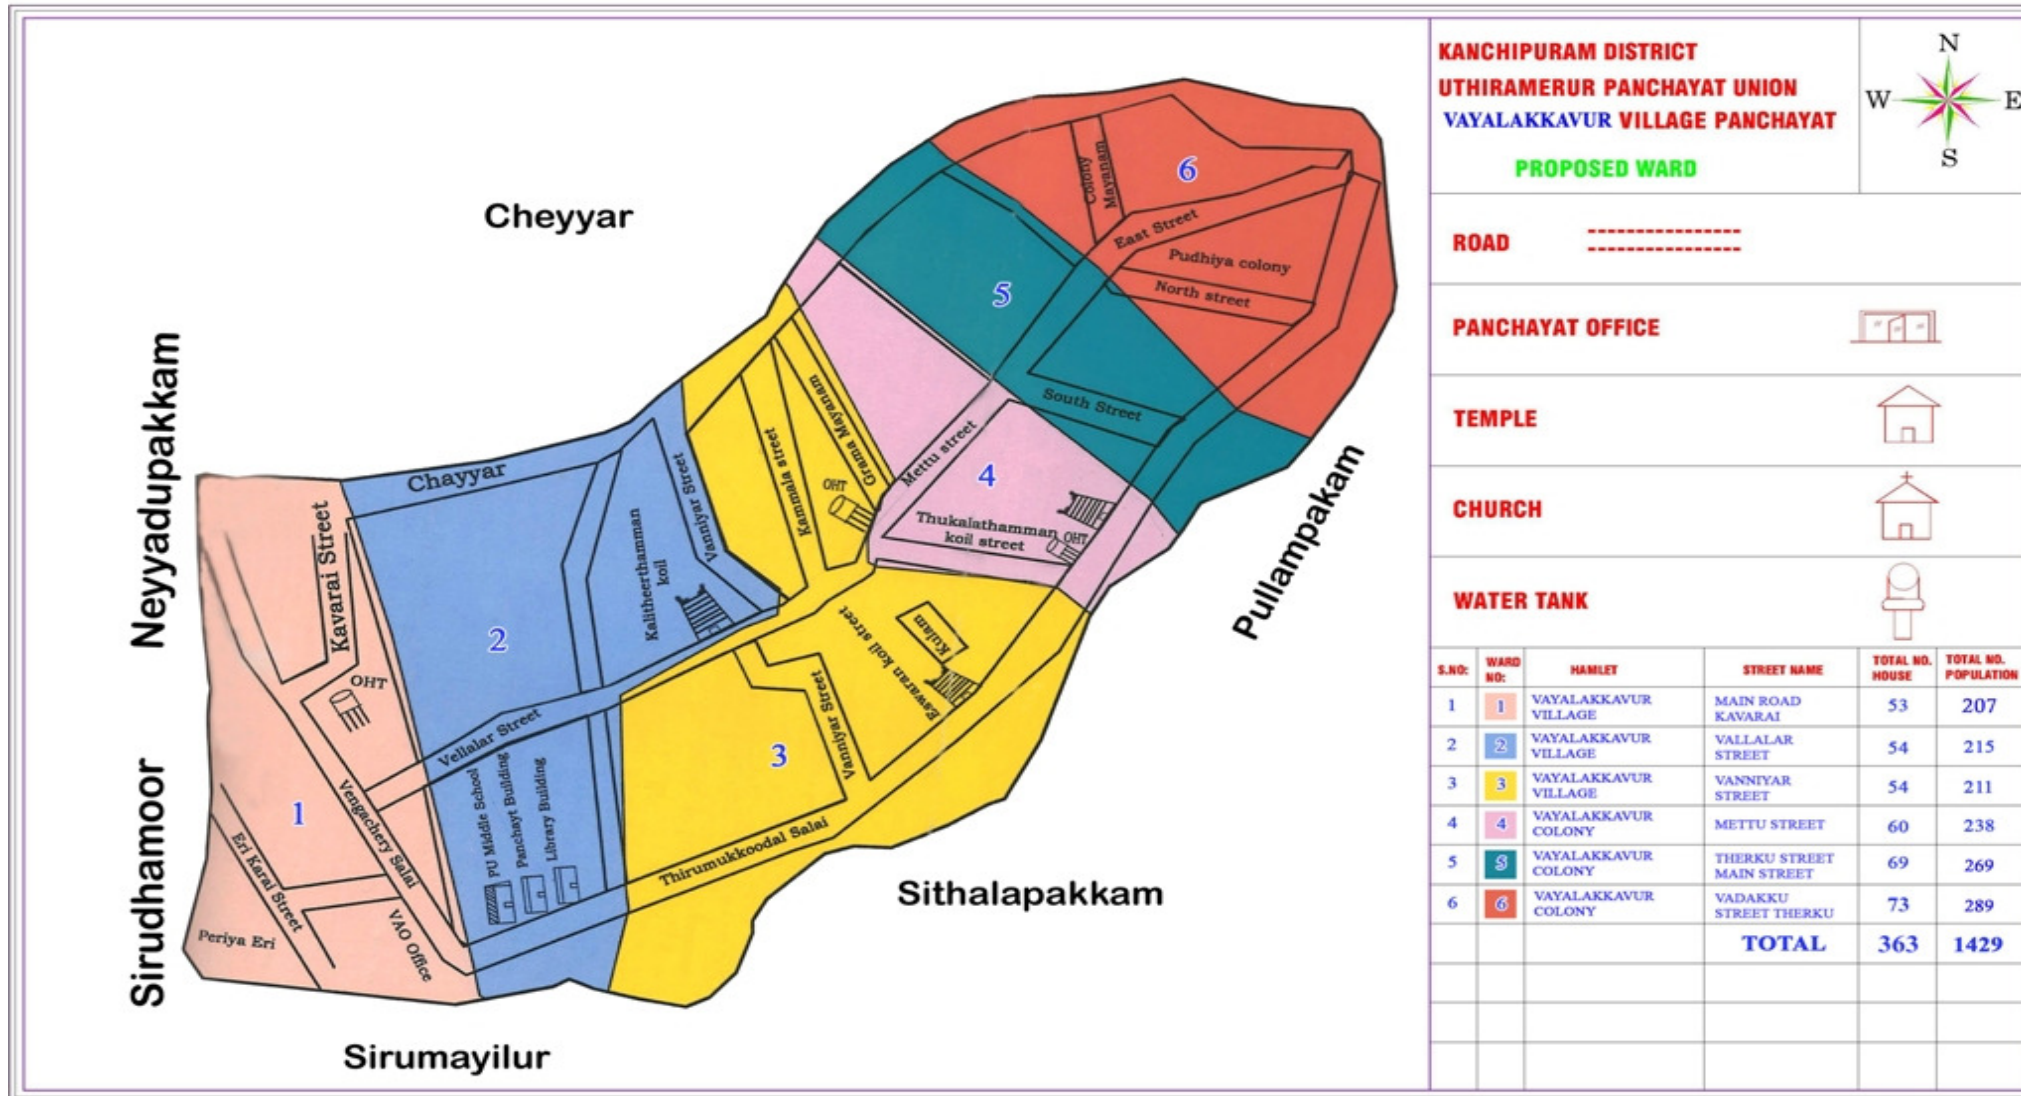 Cheyyar
Neyyadupakkam
Sirudhamoor
Sirumayilur
Sithalapakkam
Pullampakam
6
Colony
Mayanam
East Street
Pudhiya colony
North street
5
South Street
Mettu street
4
Thukalathamman
koil street
OHT
Grama Mayanam
Kammala street
OHT
Vanniyar Street
Chayyar
Kalitheerthamman
koil
2
Kavarai Street
OHT
Vellalar Street
Vengachery Salai
1
Eri Karai Street
Periya Eri
VAO Office
PU Middle School
Panchayt Building
Library Building
3
Vanniyar Street
Eswaran koil street
Kulam
Thirumukkoodal Salai
KANCHIPURAM DISTRICT
UTHIRAMERUR PANCHAYAT UNION
VAYALAKKAVUR VILLAGE PANCHAYAT
PROPOSED WARD
N
W E
S
ROAD
PANCHAYAT OFFICE
TEMPLE
CHURCH
WATER TANK
S.NO: WARD NO: HAMLET STREET NAME TOTAL NO. HOUSE TOTAL NO. POPULATION
1 1 VAYALAKKAVUR VILLAGE MAIN ROAD KAVARAI 53 207
2 2 VAYALAKKAVUR VILLAGE VALLALAR STREET 54 215
3 3 VAYALAKKAVUR VILLAGE VANNIYAR STREET 54 211
4 4 VAYALAKKAVUR COLONY METTU STREET 60 238
5 5 VAYALAKKAVUR COLONY THERKU STREET MAIN STREET 69 269
6 6 VAYALAKKAVUR COLONY VADAKKU STREET THERKU 73 289
TOTAL 363 1429